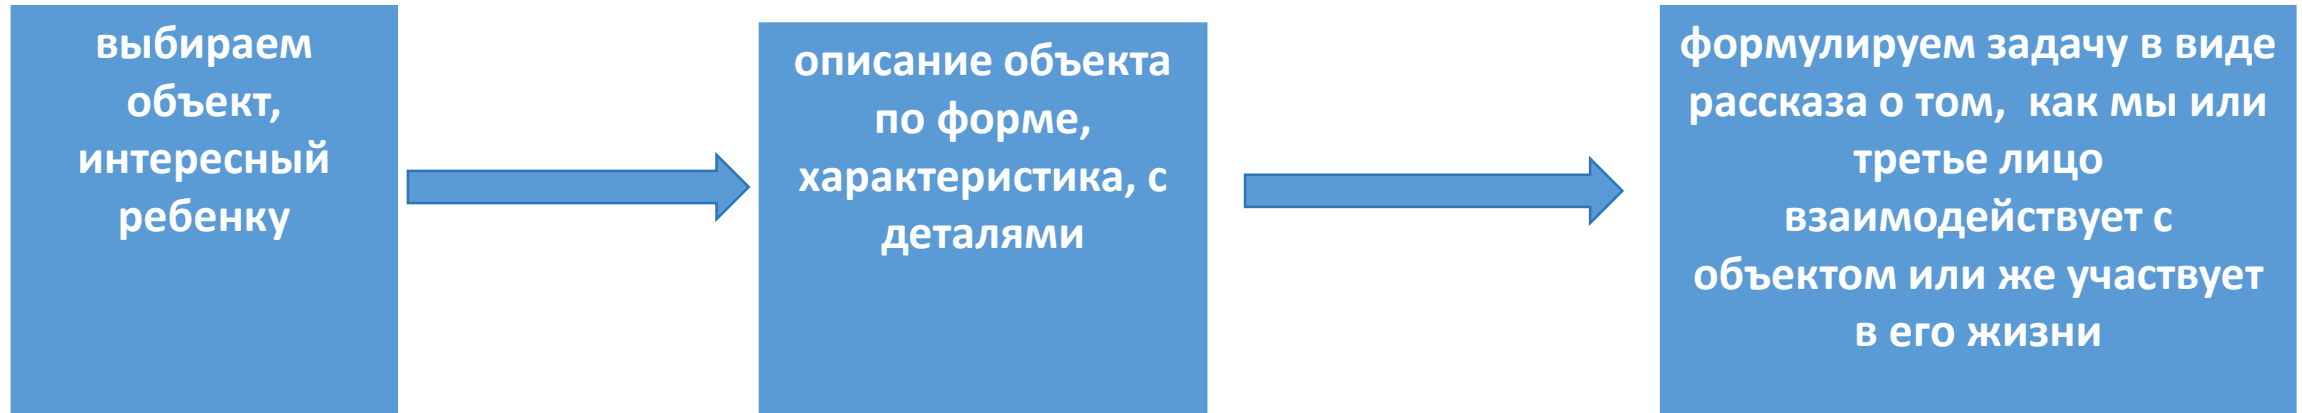 выбираем
объект,
интересный
ребенку
описание объекта
по форме,
характеристика, с
деталями
формулируем задачу в виде
рассказа о том,  как мы или
третье лицо
взаимодействует с
объектом или же участвует
в его жизни